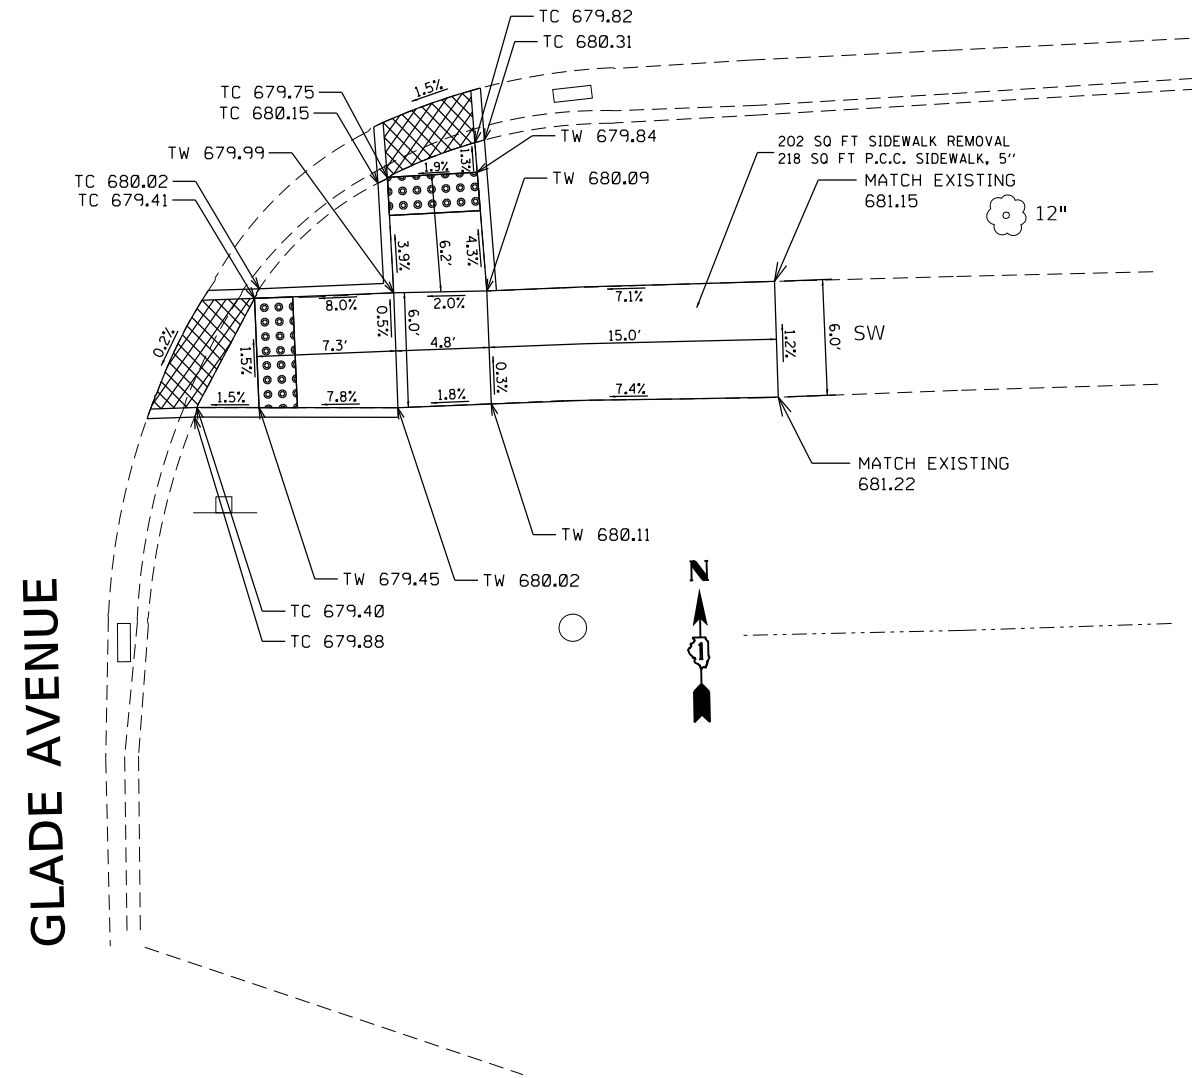 TC 679.82
TC 680.31
1.5%
TC 679.75
TC 680.15
TW 679.84
202 SQ FT SIDEWALK REMOVAL
218 SQ FT P.C.C. SIDEWALK, 5"
TW 679.99
1.9%
1.3%
TW 680.09
MATCH EXISTING
681.15
TC 680.02
TC 679.41
12"
3.9%
6.2'
4.3%
8.0%
2.0%
7.1%
0.2%
0.5%
6.0'
1.5%
7.3'
4.8'
15.0'
1.2%
6.0'
SW
0.3%
1.5%
7.8%
1.8%
7.4%
MATCH EXISTING
681.22
TW 680.11
TW 679.45
TW 680.02
TC 679.40
TC 679.88
N
1
GLADE AVENUE